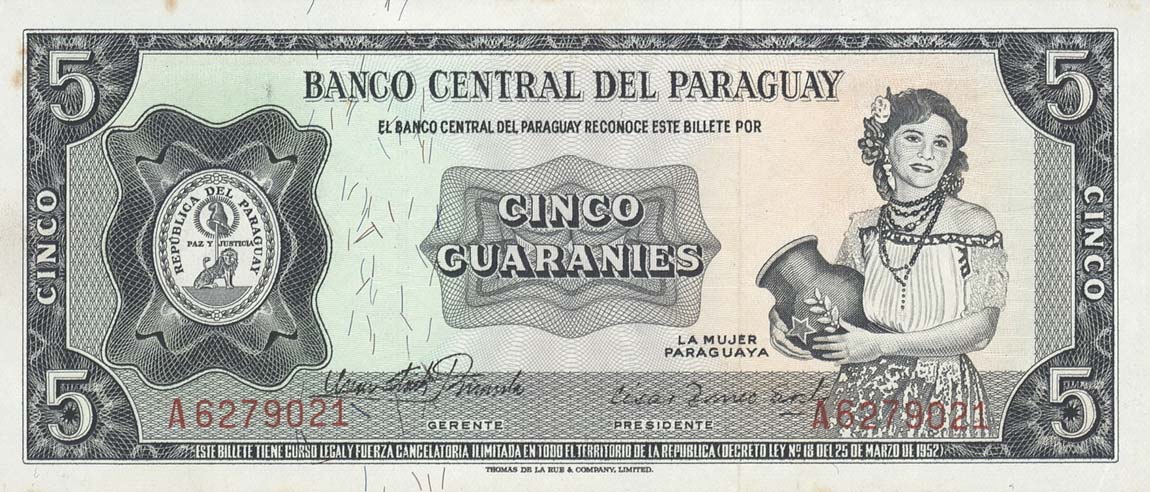 5
5
BANCO CENTRAL DEL PARAGUAY
EL BANCO CENTRAL DEL PARAGUAY RECONOCE ESTE BILLETE POR
CINCO
CINCO
REPÚBLICA DEL PARAGUAY
PAZ Y JUSTICIA
CINCO
GUARANIES
LA MUJER
PARAGUAYA
A6279021
A6279021
GERENTE
PRESIDENTE
5
5
ESTE BILLETE TIENE CURSO LEGAL Y FUERZA CANCELATORIA ILIMITADA EN TODO EL TERRITORIO DE LA REPUBLICA (DECRETO LEY Nº 18 DEL 25 DE MARZO DE 1952)
THOMAS DE LA RUE & COMPANY, LIMITED.